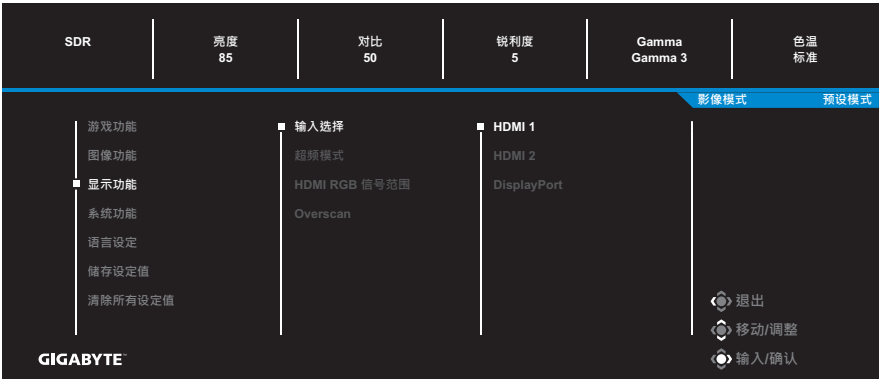 SDR
亮度
85
对比
50
锐利度
5
Gamma
Gamma 3
色温
标准
影像模式 预设模式
游戏功能
图像功能
显示功能
系统功能
语言设定
储存设定值
清除所有设定值
输入选择
超频模式
HDMI RGB 信号范围
Overscan
HDMI 1
HDMI 2
DisplayPort
退出
移动/调整
输入/确认
GIGABYTE™